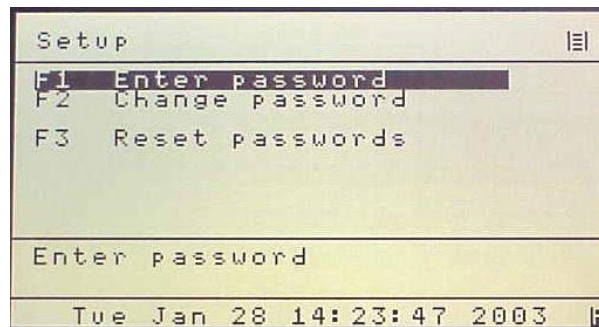 Setup
F1 Enter password
F2 Change password
F3 Reset passwords
Enter password
Tue Jan 28 14:23:47 2003